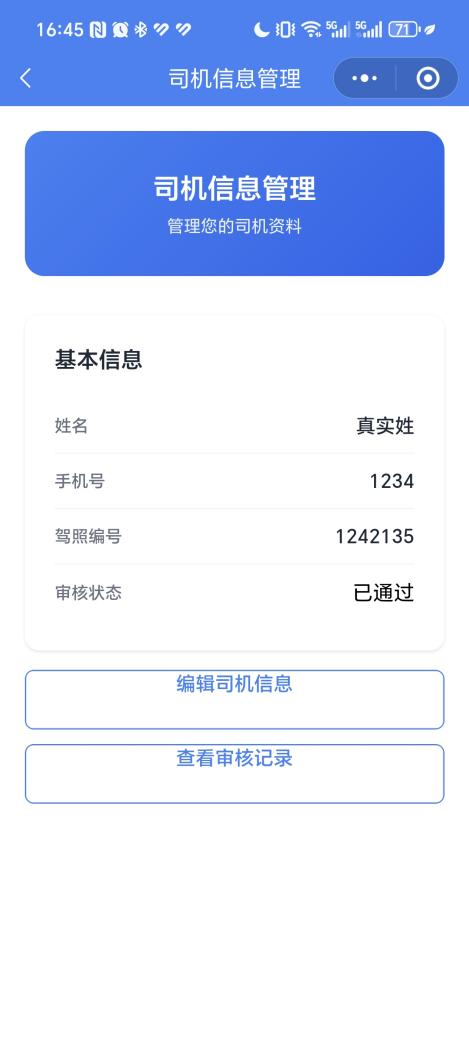 16:45 5G 5G 71
司机信息管理
司机信息管理
管理您的司机资料
基本信息
姓名 真实姓
手机号 1234
驾照编号 1242135
审核状态 已通过
编辑司机信息
查看审核记录